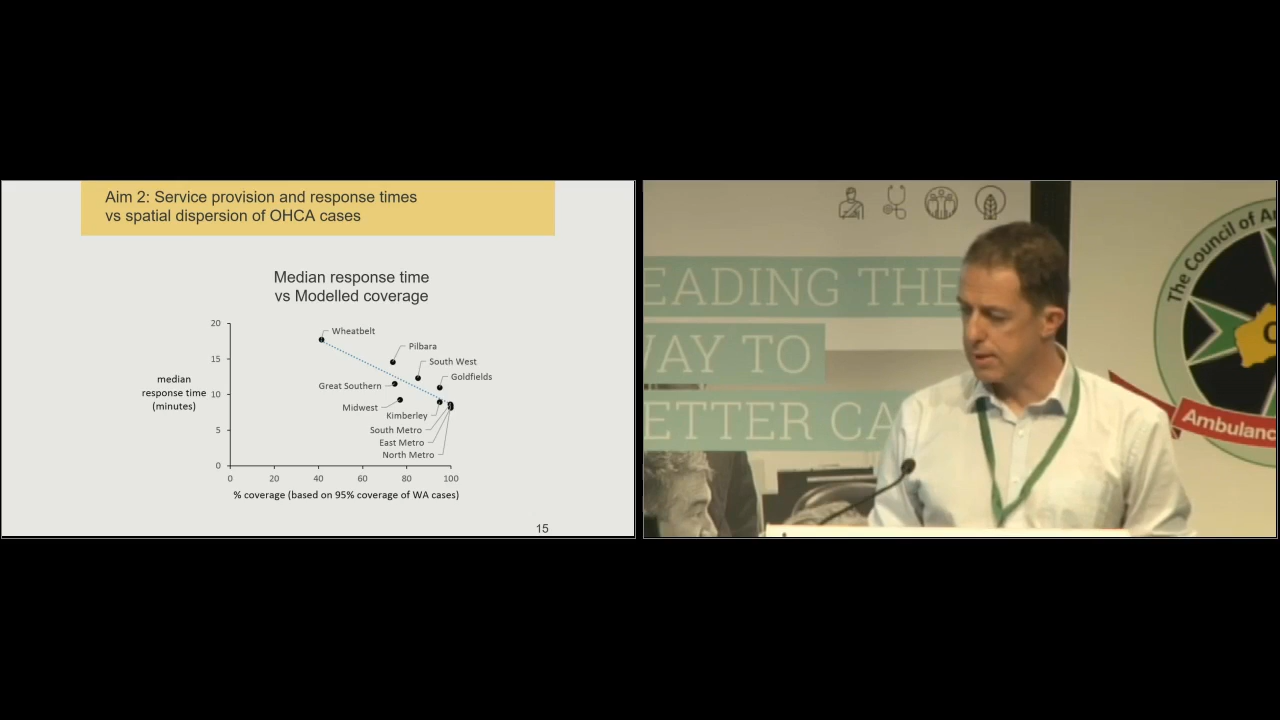 Aim 2: Service provision and response times
vs spatial dispersion of OHCA cases
Median response time
vs Modelled coverage
20
15
10
5
0
median
response time
(minutes)
Wheatbelt
Pilbara
South West
Goldfields
Great Southern
Midwest
Kimberley
South Metro
East Metro
North Metro
0 20 40 60 80 100
% coverage (based on 95% coverage of WA cases)
15
EADING THE
WAY TO
ETTER CA
The Council of A
Ambulanc